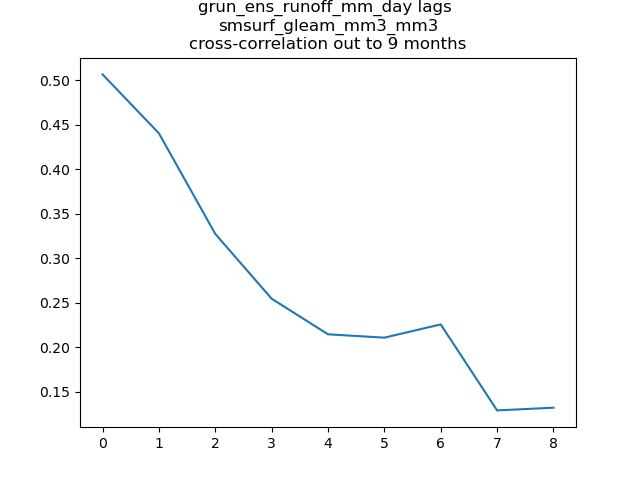 grun_ens_runoff_mm_day lags
smsurf_gleam_mm3_mm3
cross-correlation out to 9 months
0.50
0.45
0.40
0.35
0.30
0.25
0.20
0.15
0 1 2 3 4 5 6 7 8